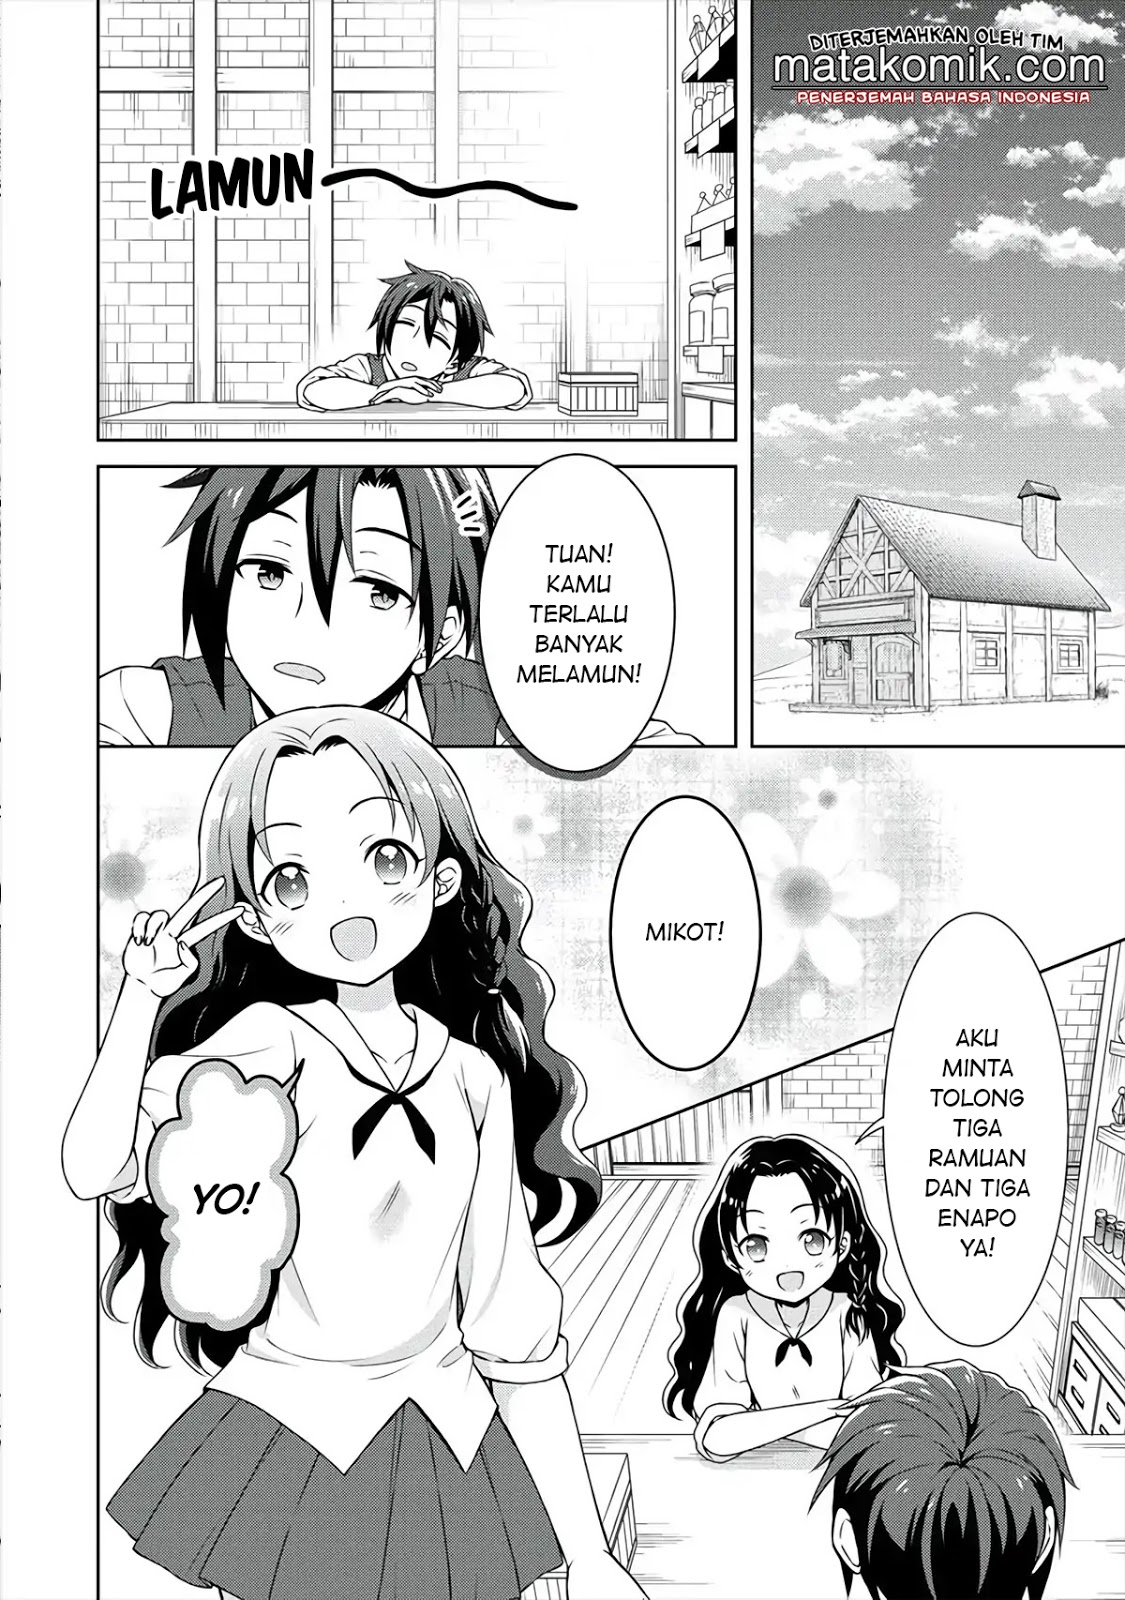 DITERJEMAHKAN OLEH TIM
matakomik.com
PENERJEMAH BAHASA INDONESIA
LAMUN
TUAN!
KAMU
TERLALU
BANYAK
MELAMUN!
MIKOT!
YO!
AKU
MINTA
TOLONG
TIGA
RAMUAN
DAN TIGA
ENAPO
YA!